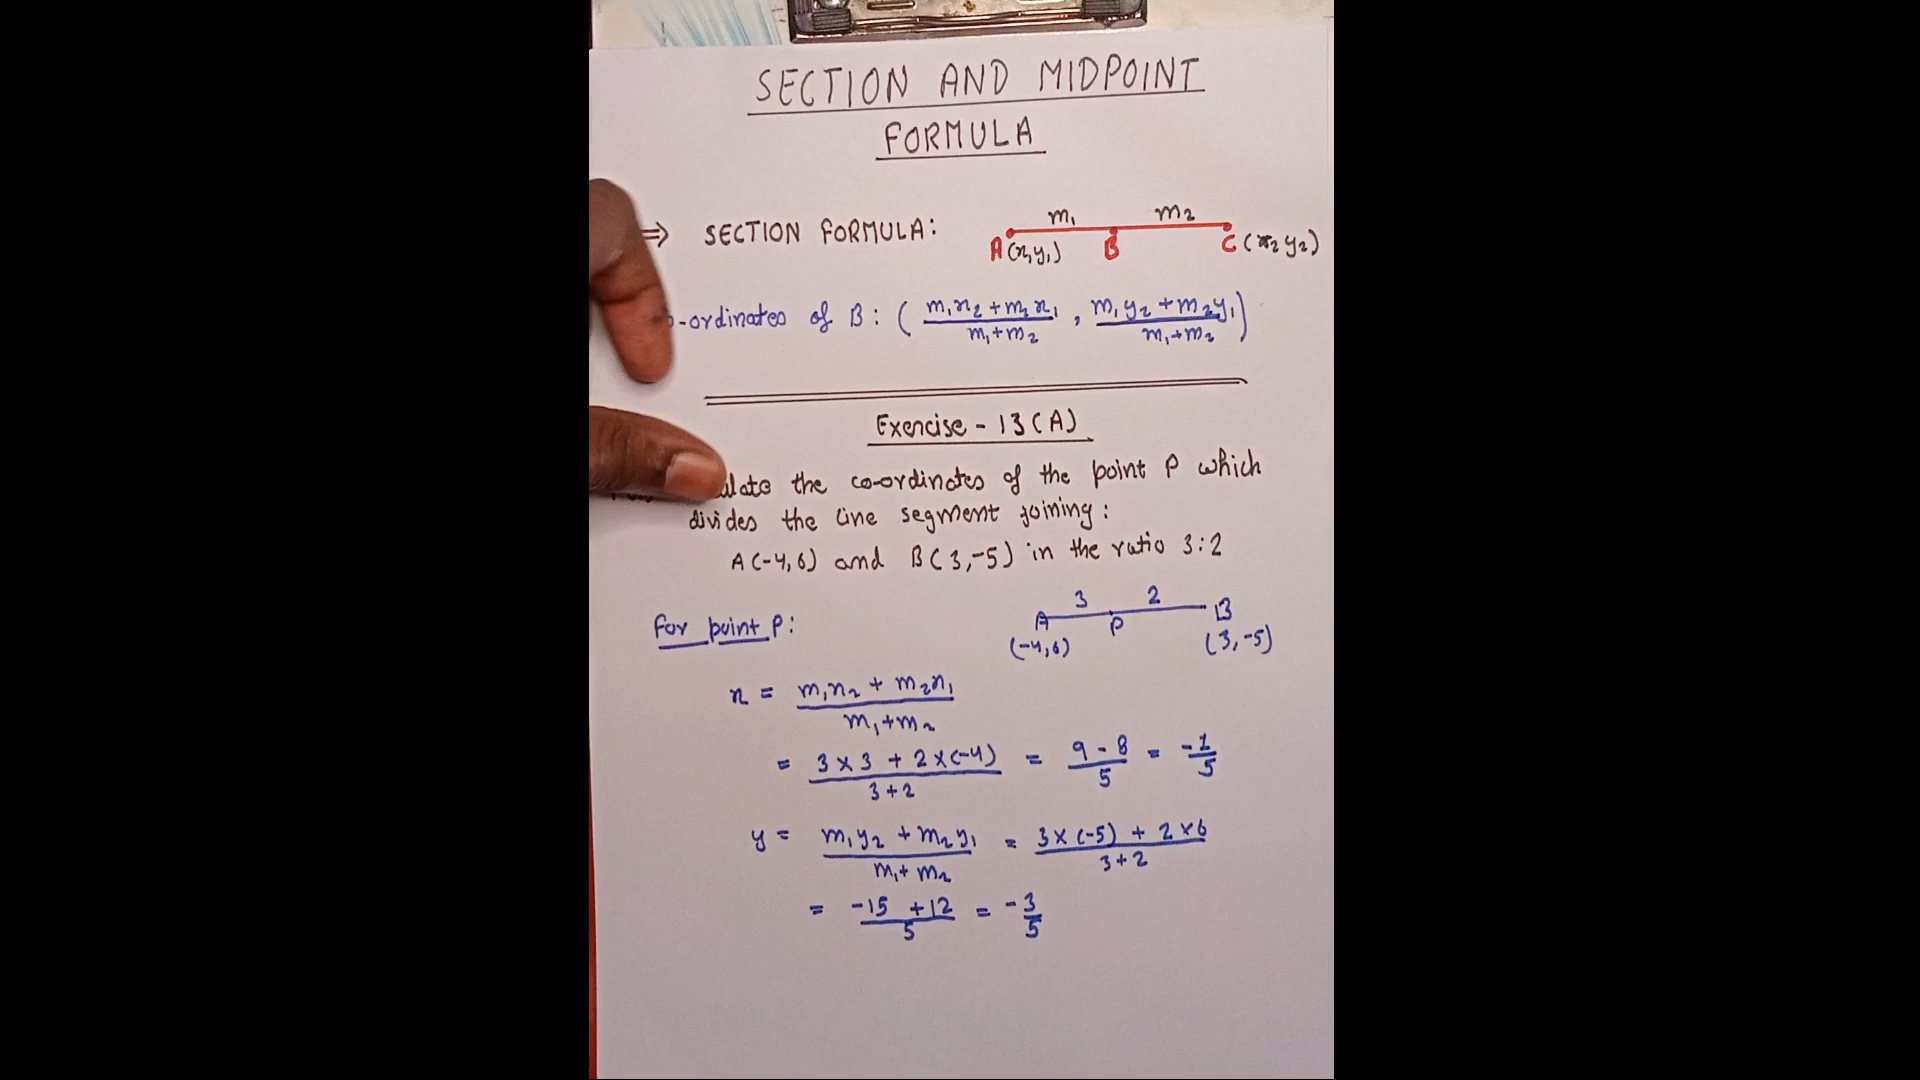 SECTION AND MIDPOINT
FORMULA
⇒ SECTION FORMULA:
m₁ m₂
A(x₁y₁) B C(x₂y₂)
-ordinates of B: ( m₁x₂+m₂x₁ / m₁+m₂ , m₁y₂+m₂y₁ / m₁+m₂ )
Exercise - 13(A)
the co-ordinates of the point P which
divides the line segment joining:
A(-4,6) and B(3,-5) in the ratio 3:2
For point P:
3 2
A P B
(-4,6) (3,-5)
x = m₁x₂ + m₂x₁ / m₁+m₂
= 3×3 + 2×(-4) / 3+2 = 9-8 / 5 = -1/5
y = m₁y₂ + m₂y₁ / m₁+m₂ = 3×(-5) + 2×6 / 3+2
= -15 +12 / 5 = -3/5